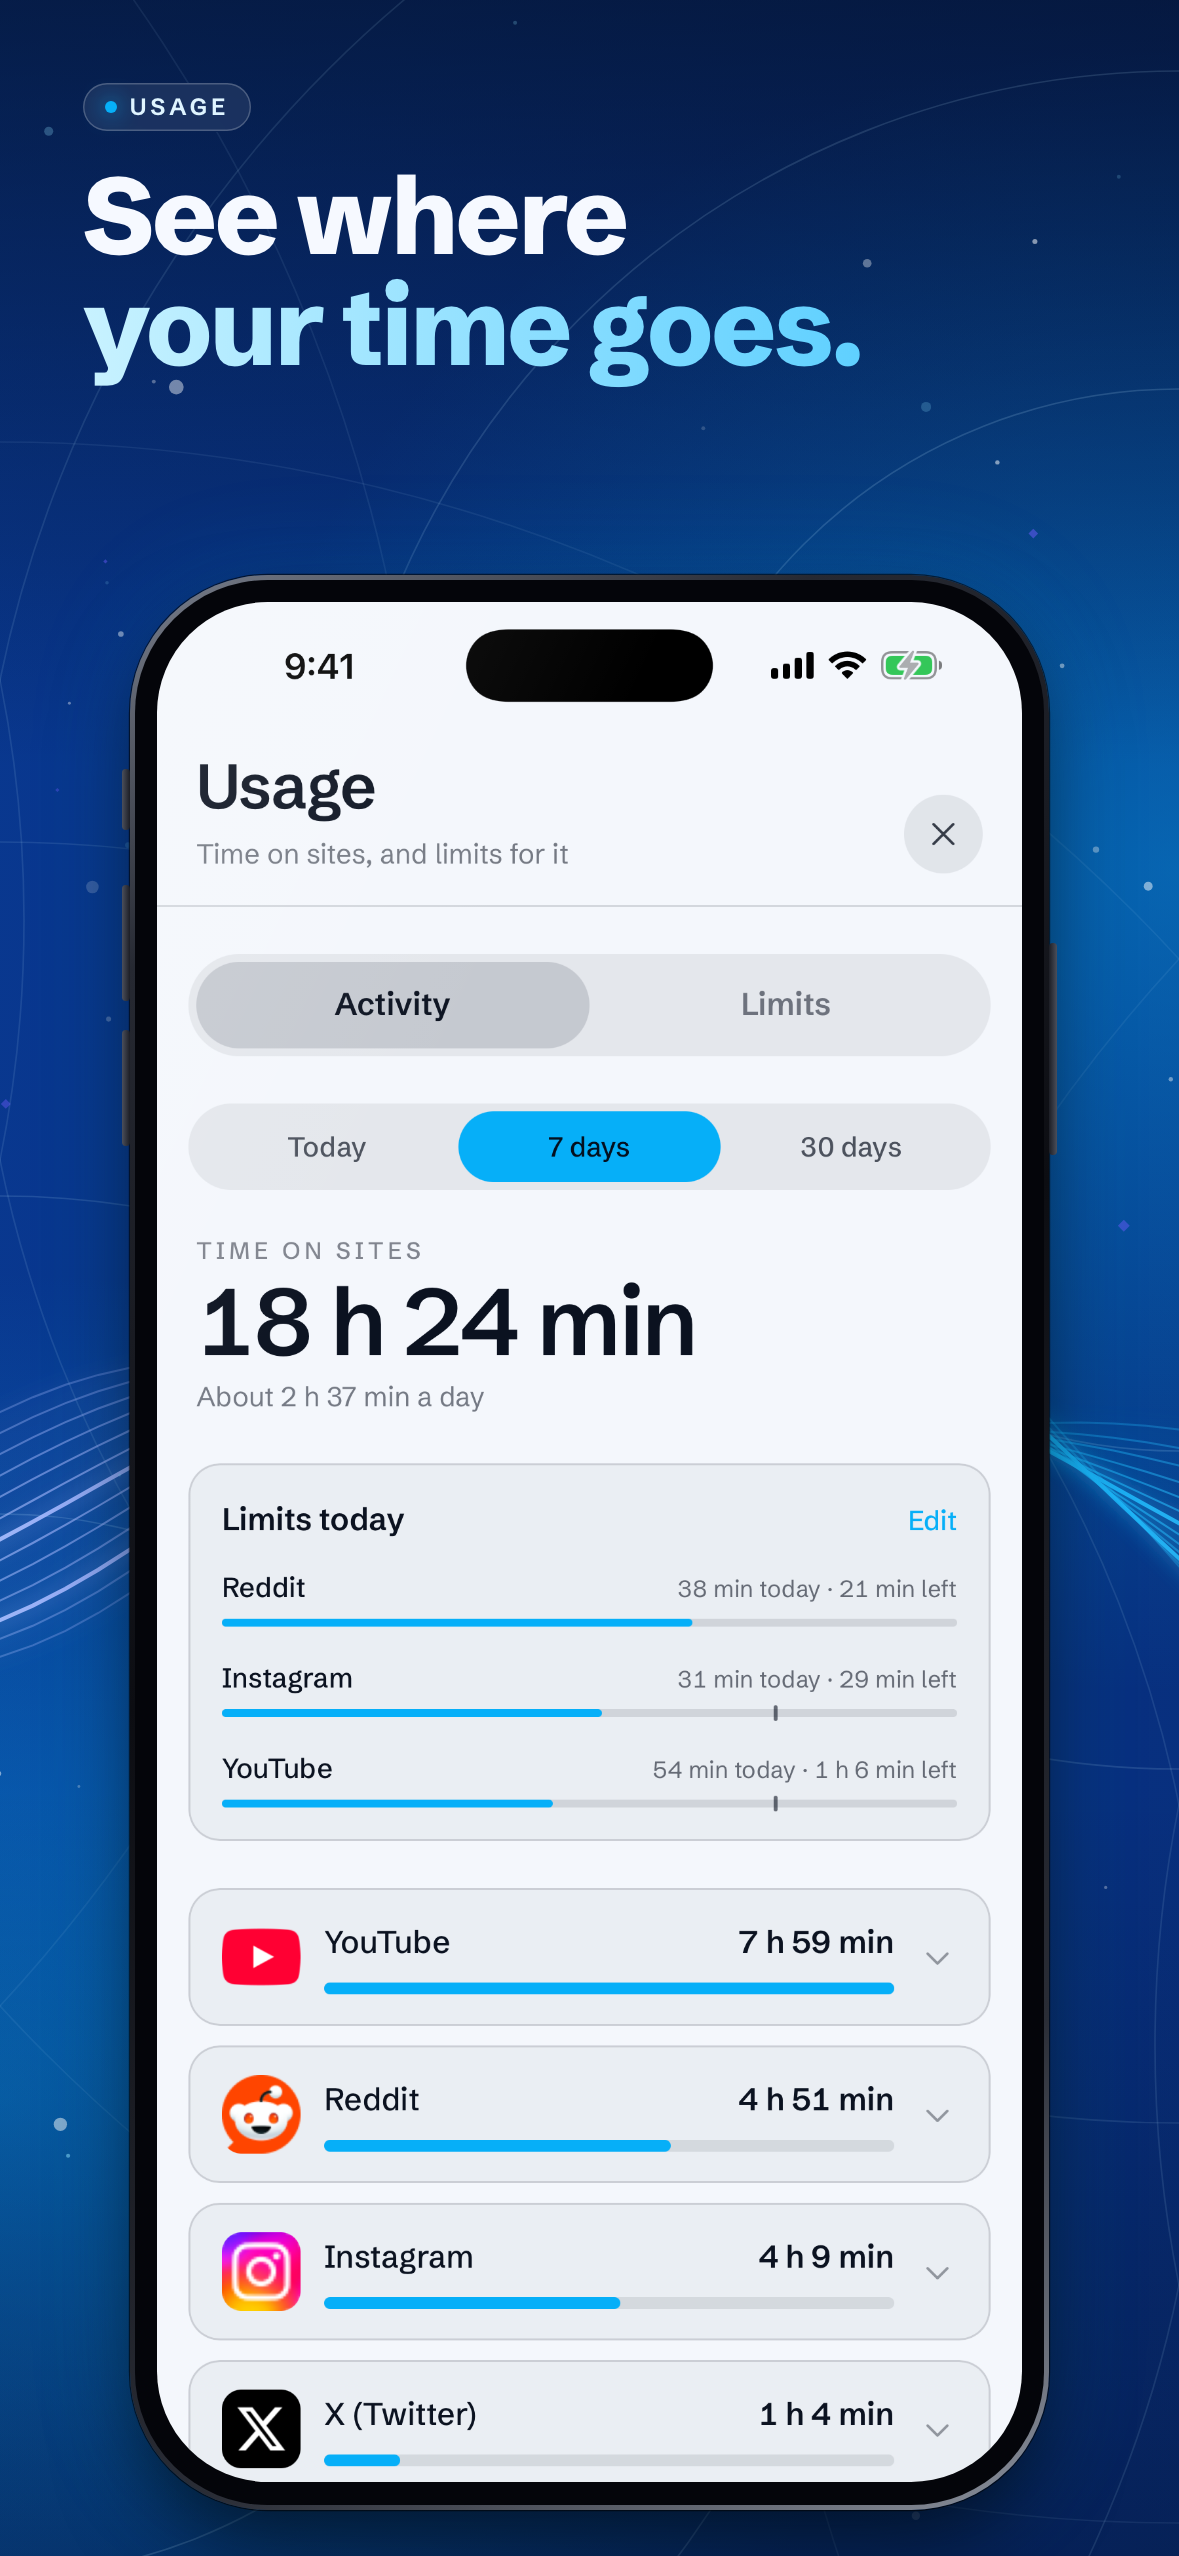 USAGE
See where
your time goes.
9:41
Usage
Time on sites, and limits for it
Activity
Limits
Today
7 days
30 days
TIME ON SITES
18 h 24 min
About 2 h 37 min a day
Limits today
Edit
Reddit
38 min today · 21 min left
Instagram
31 min today · 29 min left
YouTube
54 min today · 1 h 6 min left
YouTube
7 h 59 min
Reddit
4 h 51 min
Instagram
4 h 9 min
X (Twitter)
1 h 4 min